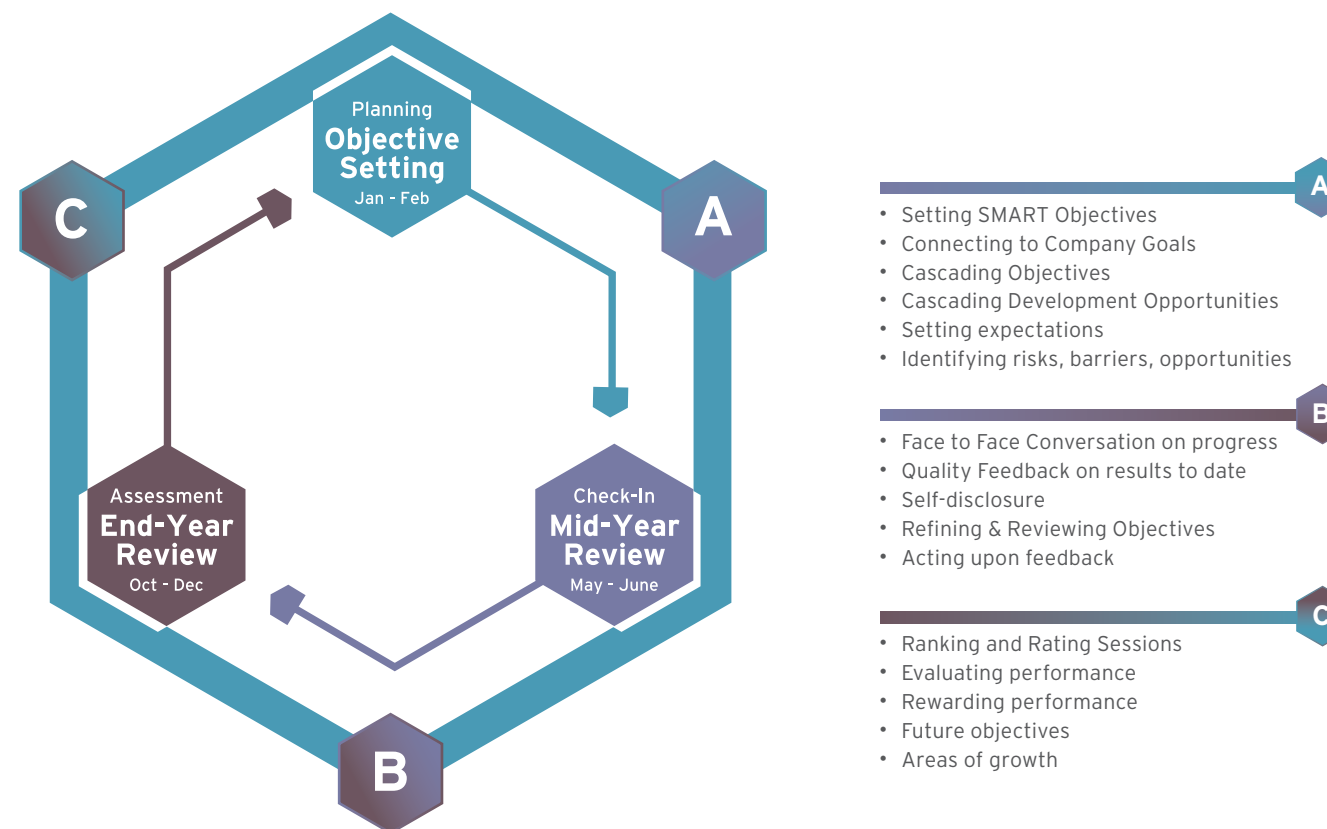 Planning
Objective
Setting
Jan - Feb
C
A
Assessment
End-Year
Review
Oct - Dec
Check-In
Mid-Year
Review
May - June
B
A
• Setting SMART Objectives
• Connecting to Company Goals
• Cascading Objectives
• Cascading Development Opportunities
• Setting expectations
• Identifying risks, barriers, opportunities
B
• Face to Face Conversation on progress
• Quality Feedback on results to date
• Self-disclosure
• Refining & Reviewing Objectives
• Acting upon feedback
C
• Ranking and Rating Sessions
• Evaluating performance
• Rewarding performance
• Future objectives
• Areas of growth